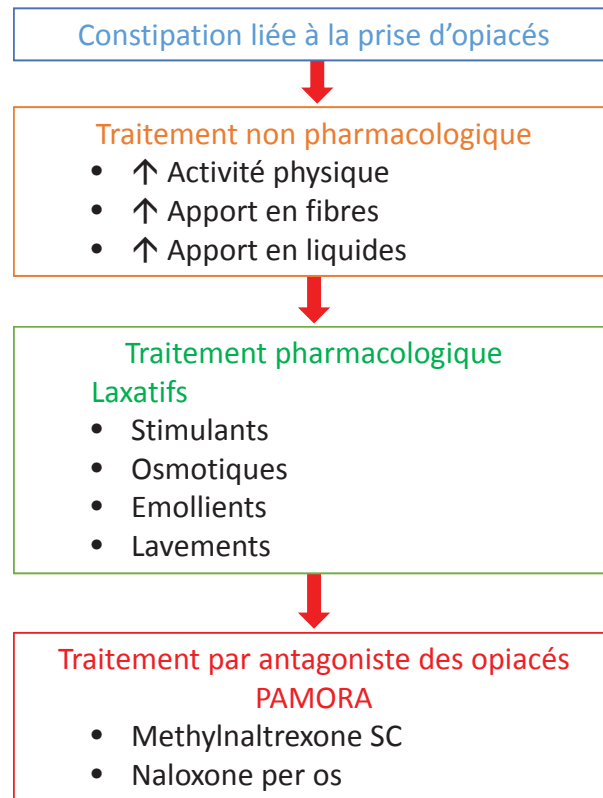 Constipation liée à la prise d’opiacés
Traitement non pharmacologique
• ↑ Activité physique
• ↑ Apport en fibres
• ↑ Apport en liquides
Traitement pharmacologique
Laxatifs
• Stimulants
• Osmotiques
• Emollients
• Lavements
Traitement par antagoniste des opiacés
PAMORA
• Methylnaltrexone SC
• Naloxone per os